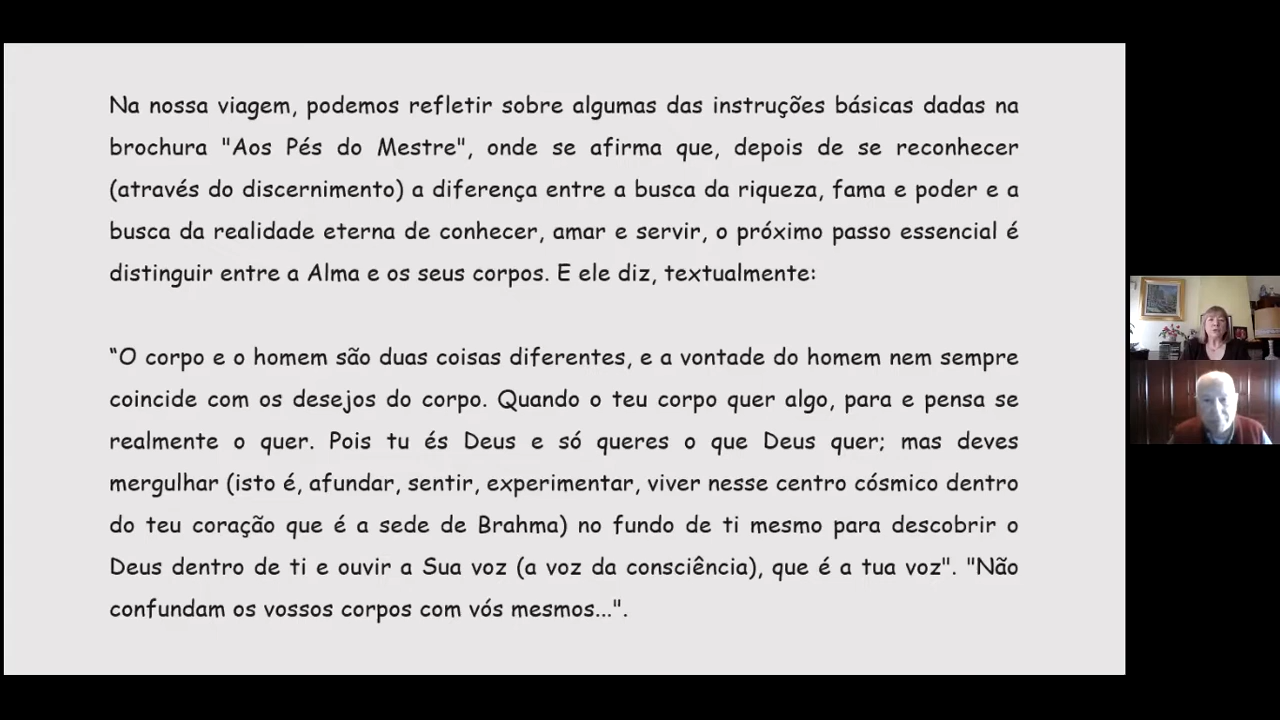 Na nossa viagem, podemos refletir sobre algumas das instruções básicas dadas na
brochura "Aos Pés do Mestre", onde se afirma que, depois de se reconhecer
(através do discernimento) a diferença entre a busca da riqueza, fama e poder e a
busca da realidade eterna de conhecer, amar e servir, o próximo passo essencial é
distinguir entre a Alma e os seus corpos. E ele diz, textualmente:
“O corpo e o homem são duas coisas diferentes, e a vontade do homem nem sempre
coincide com os desejos do corpo. Quando o teu corpo quer algo, para e pensa se
realmente o quer. Pois tu és Deus e só queres o que Deus quer; mas deves
mergulhar (isto é, afundar, sentir, experimentar, viver nesse centro cósmico dentro
do teu coração que é a sede de Brahma) no fundo de ti mesmo para descobrir o
Deus dentro de ti e ouvir a Sua voz (a voz da consciência), que é a tua voz". "Não
confundam os vossos corpos com vós mesmos...".